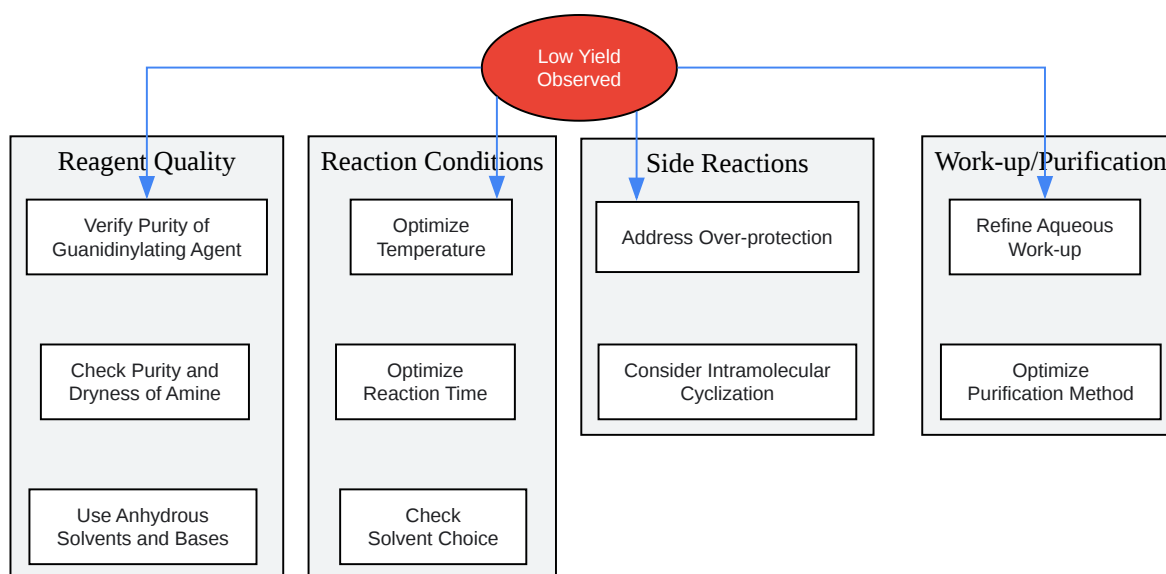 Low Yield
Observed
Reagent Quality
Verify Purity of
Guanidinylating Agent
Check Purity and
Dryness of Amine
Use Anhydrous
Solvents and Bases
Reaction Conditions
Optimize
Temperature
Optimize
Reaction Time
Check
Solvent Choice
Side Reactions
Address Over-protection
Consider Intramolecular
Cyclization
Work-up/Purification
Refine Aqueous
Work-up
Optimize
Purification Method